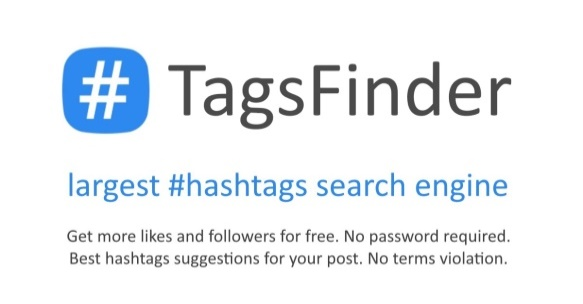 # TagsFinder
largest #hashtags search engine
Get more likes and followers for free. No password required.
Best hashtags suggestions for your post. No terms violation.